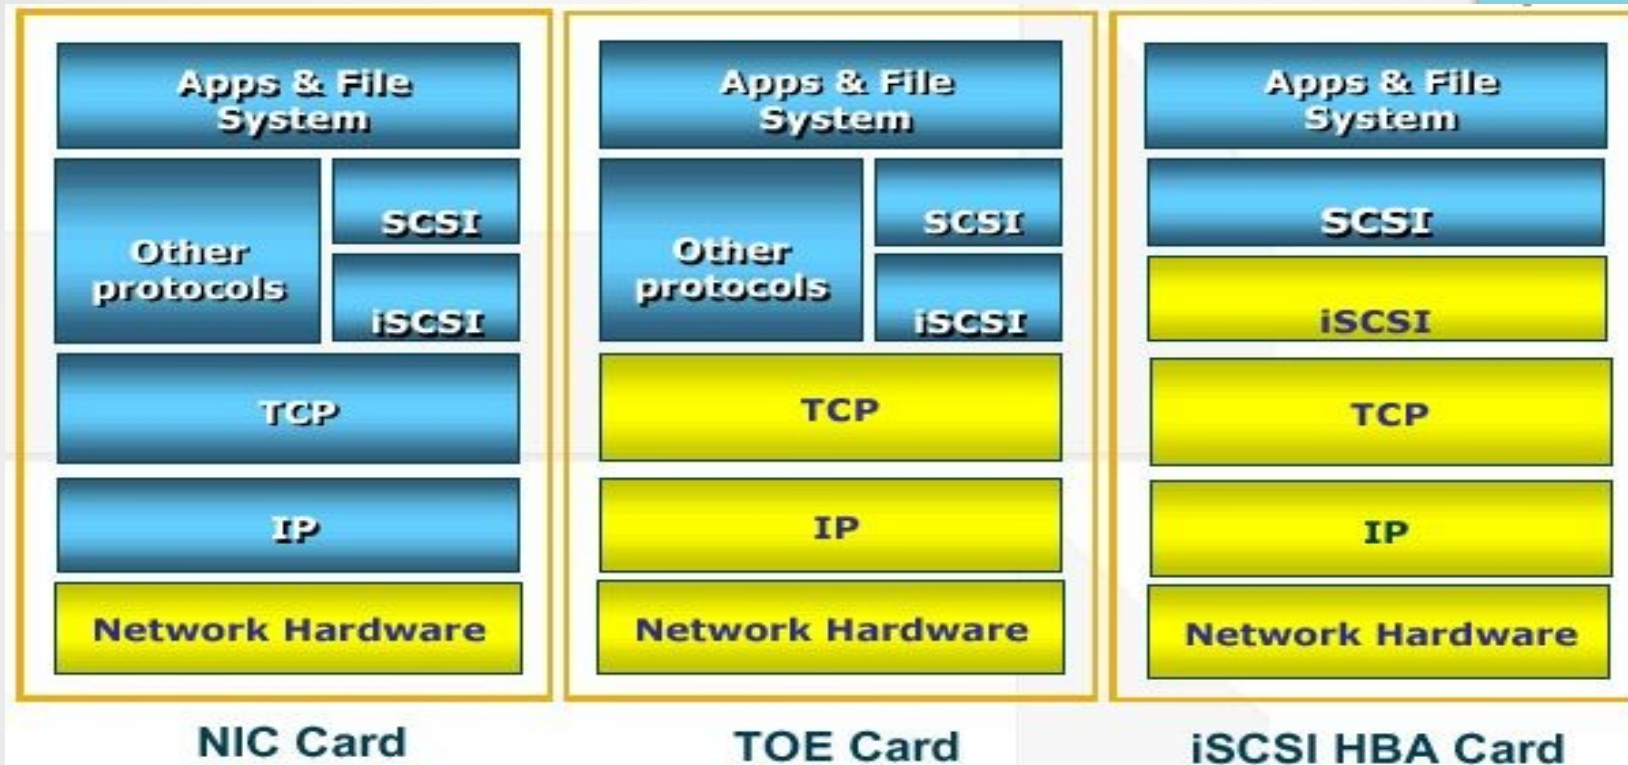 Apps & File
System
Other
protocols
SCSI
iSCSI
TCP
IP
Network Hardware
NIC Card
Apps & File
System
Other
protocols
SCSI
iSCSI
TCP
IP
Network Hardware
TOE Card
Apps & File
System
SCSI
iSCSI
TCP
IP
Network Hardware
iSCSI HBA Card